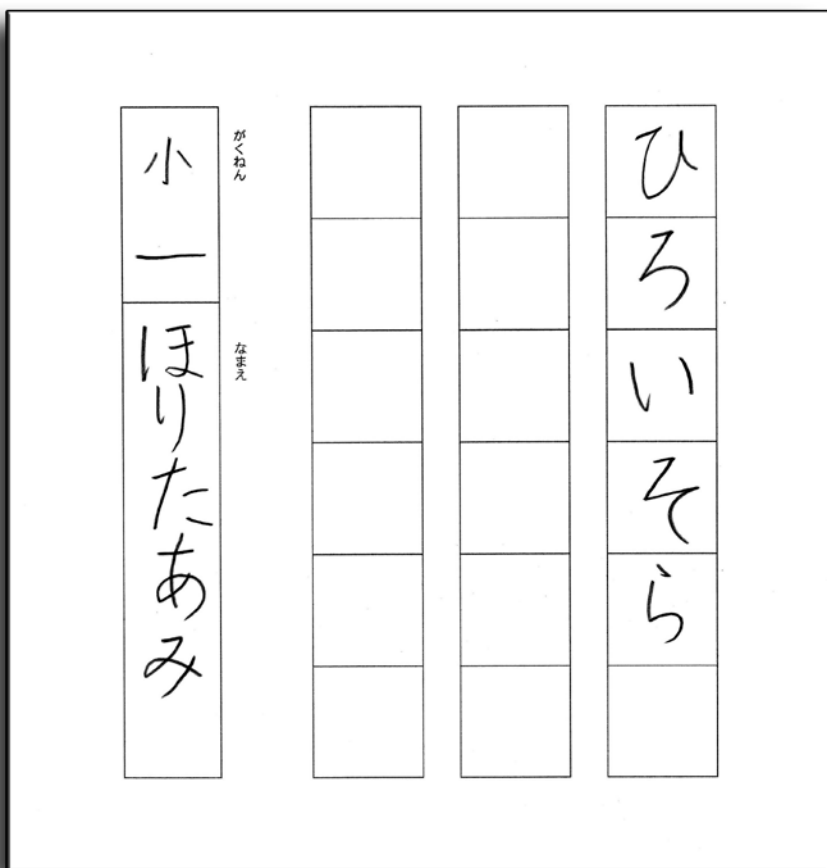 ひろいそら
がくねん
小一
なまえ
ほりたあみ